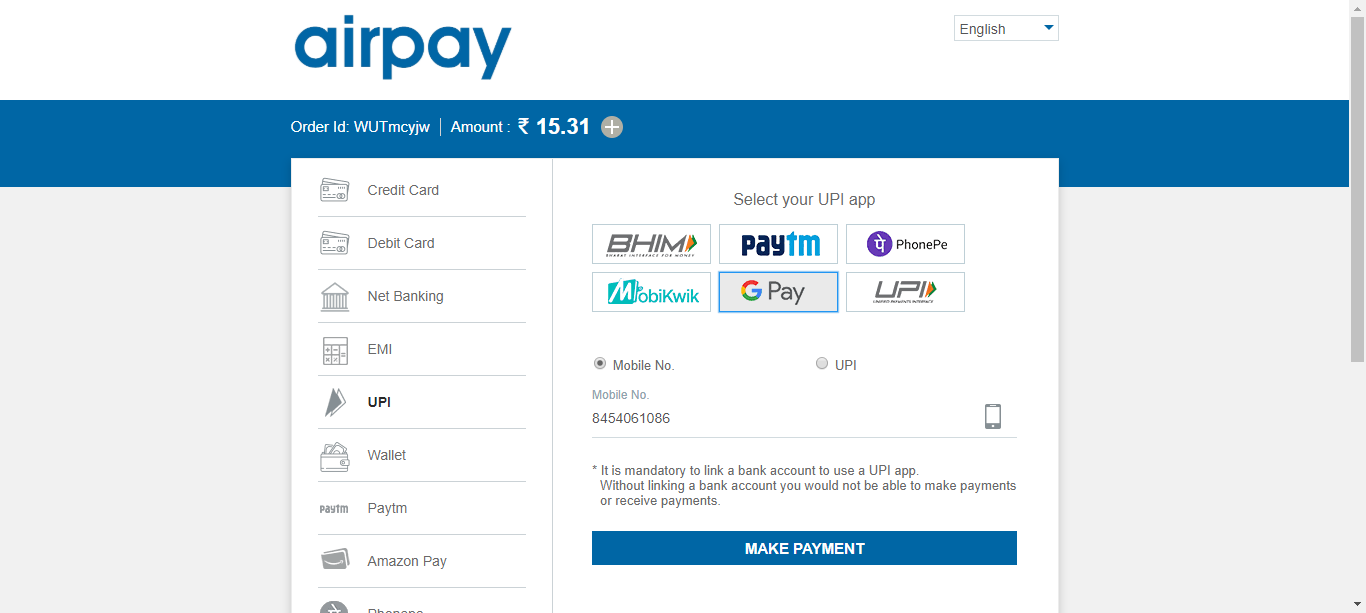 airpay
English
Order Id: WUTmcyjw | Amount : ₹ 15.31
Credit Card
Debit Card
Net Banking
EMI
UPI
Wallet
paytm Paytm
Amazon Pay
Phonepe
Select your UPI app
BHIM
BHARAT INTERFACE FOR MONEY
paytm
PhonePe
MobiKwik
G Pay
UPI
UNIFIED PAYMENTS INTERFACE
Mobile No.
UPI
Mobile No.
8454061086
* It is mandatory to link a bank account to use a UPI app.
Without linking a bank account you would not be able to make payments
or receive payments.
MAKE PAYMENT